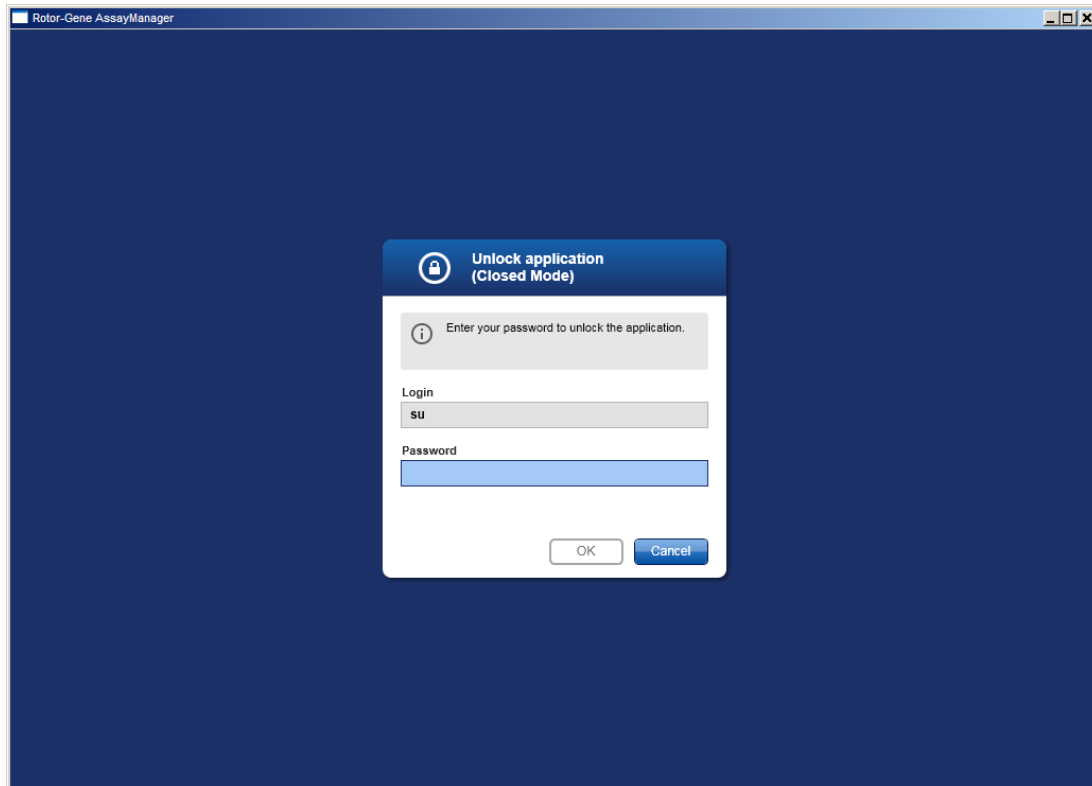 Rotor-Gene AssayManager
Unlock application
(Closed Mode)
Enter your password to unlock the application.
Login
su
Password
OK
Cancel